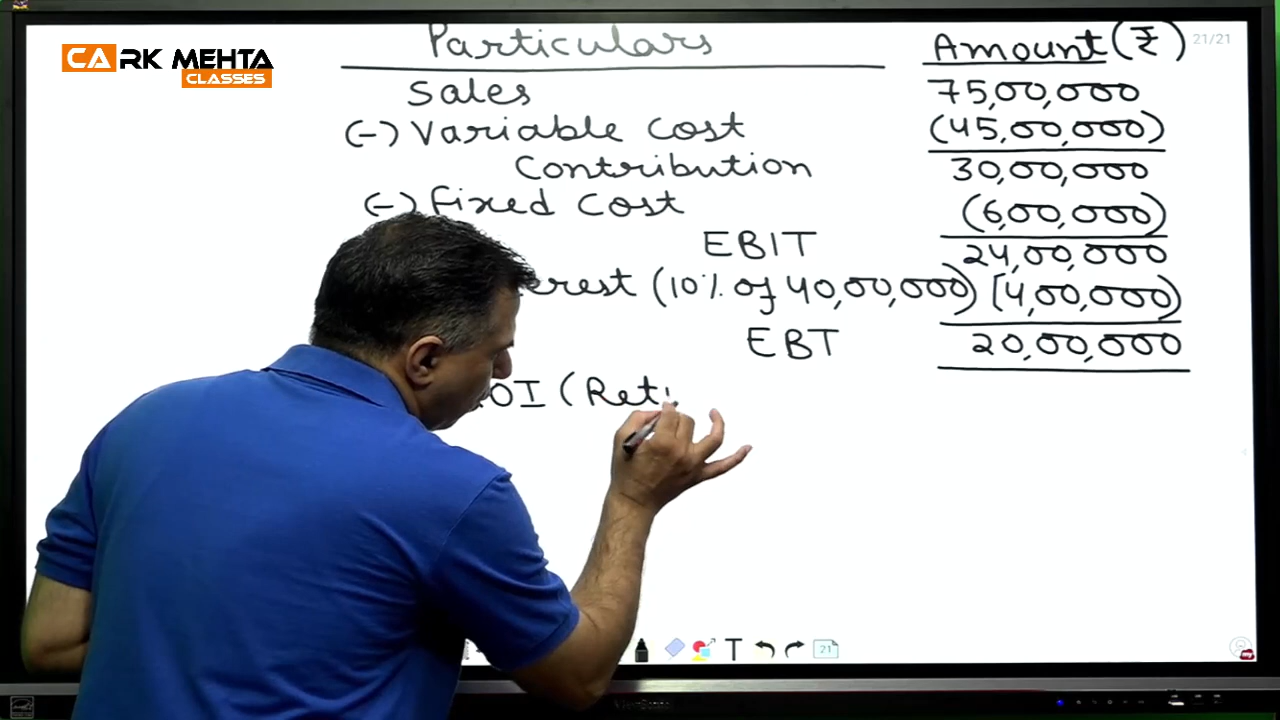 CA RK MEHTA
CLASSES
21/21
Particulars Amount (₹)
Sales 75,00,000
(-) Variable Cost (45,00,000)
Contribution 30,00,000
(-) Fixed Cost (6,00,000)
EBIT 24,00,000
erest (10% of 40,00,000) (4,00,000)
EBT 20,00,000
OI (Ret
T 21